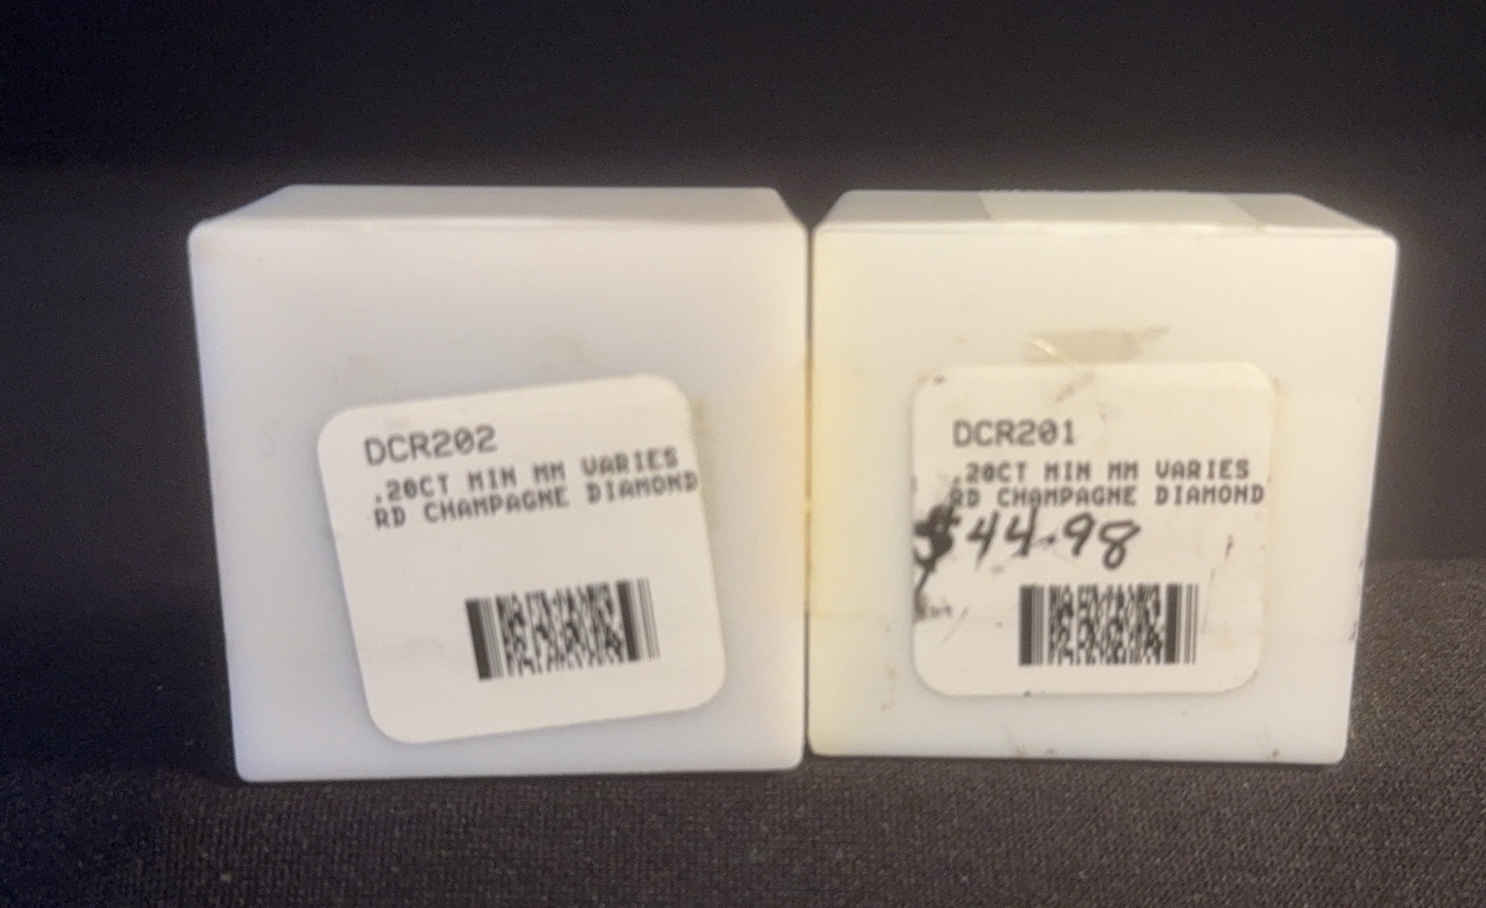 DCR202
.20CT MIN MM VARIES
RD CHAMPAGNE DIAMOND
DCR201
.20CT MIN MM VARIES
RD CHAMPAGNE DIAMOND
$44.98